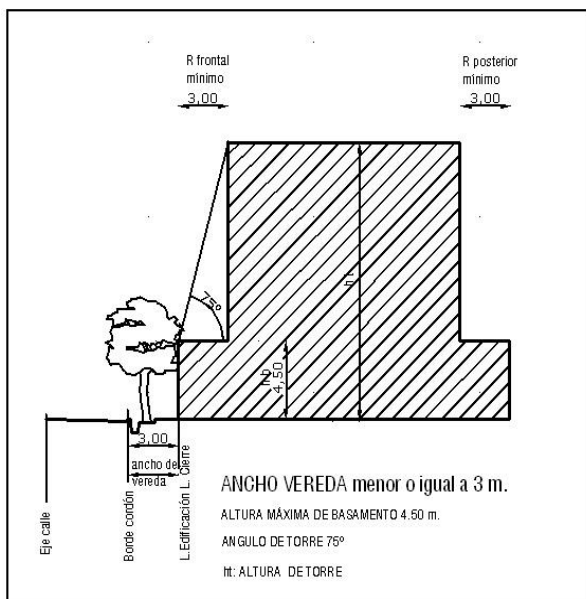 R frontal
mínimo
3,00
R posterior
mínimo
3,00
75º
ht
hb
4,50
3,00
ancho de
vereda
Eje calle
Borde cordón
L.Edificación L. Cierre
ANCHO VEREDA menor o igual a 3 m.
ALTURA MÁXIMA DE BASAMENTO 4.50 m.
ANGULO DE TORRE 75º
ht: ALTURA DE TORRE